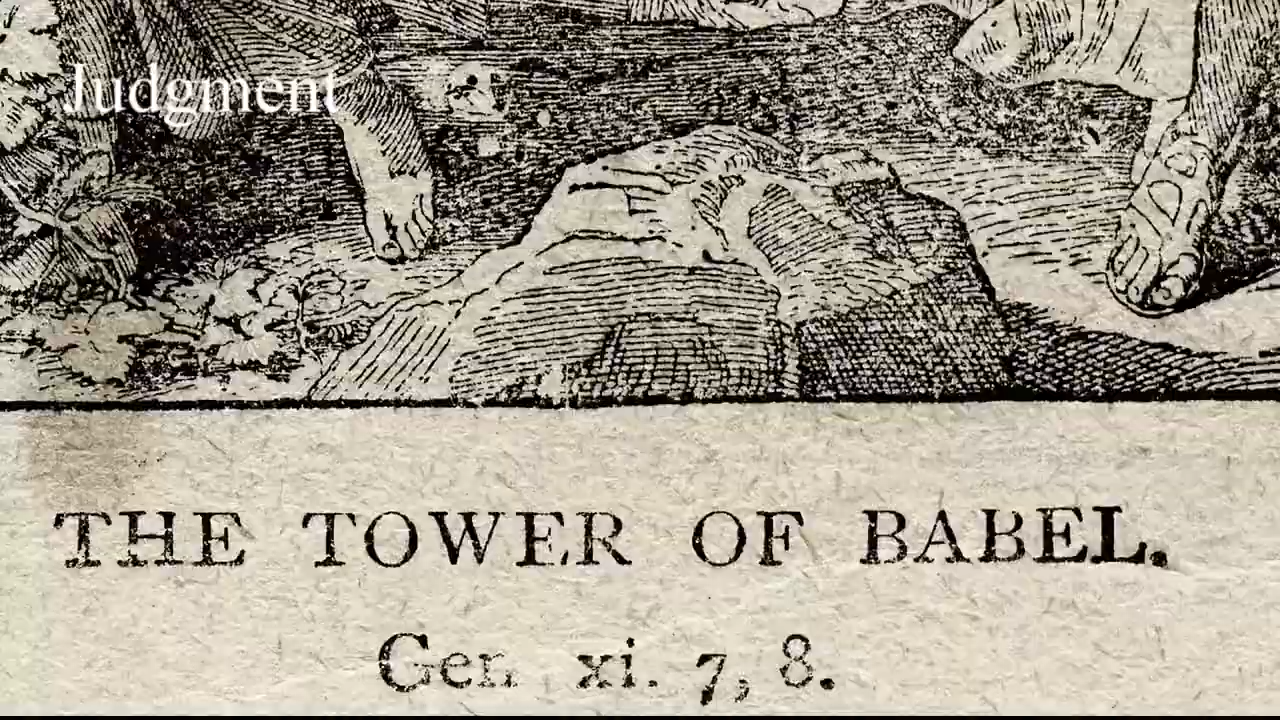 Judgment
THE TOWER OF BABEL.
Gen. xi. 7, 8.